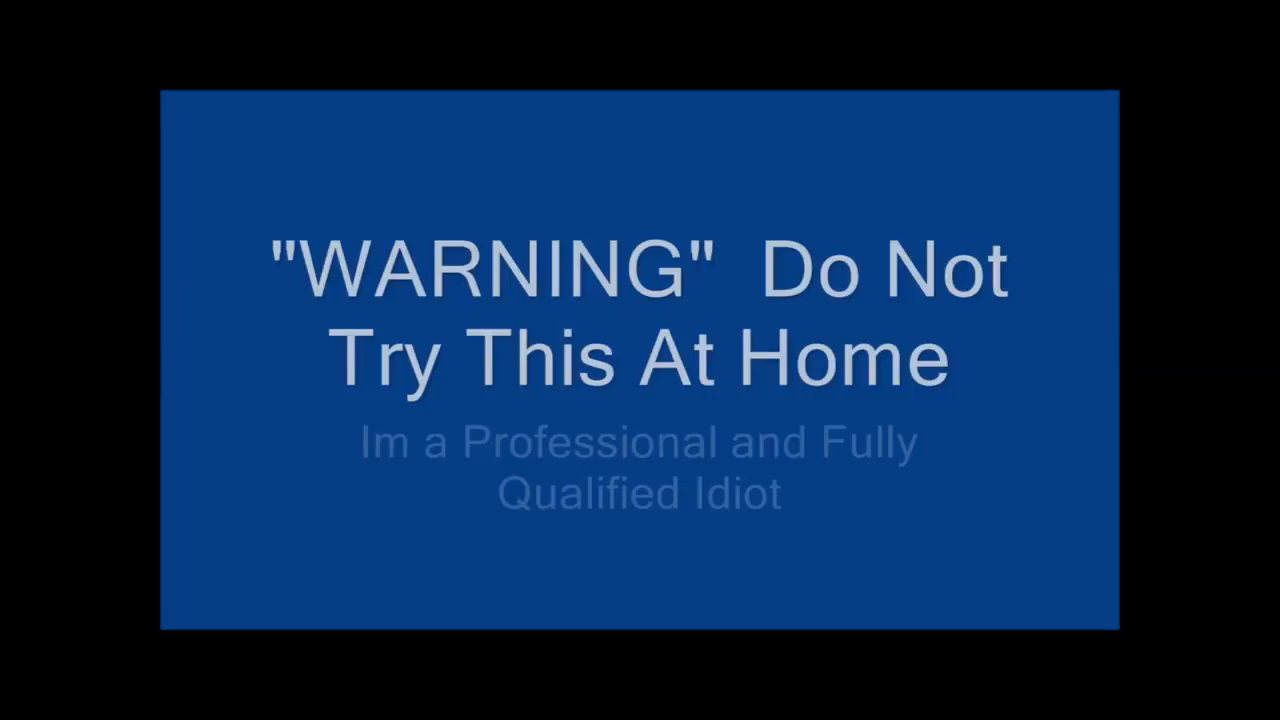 "WARNING"  Do Not
Try This At Home
Im a Professional and Fully
Qualified Idiot